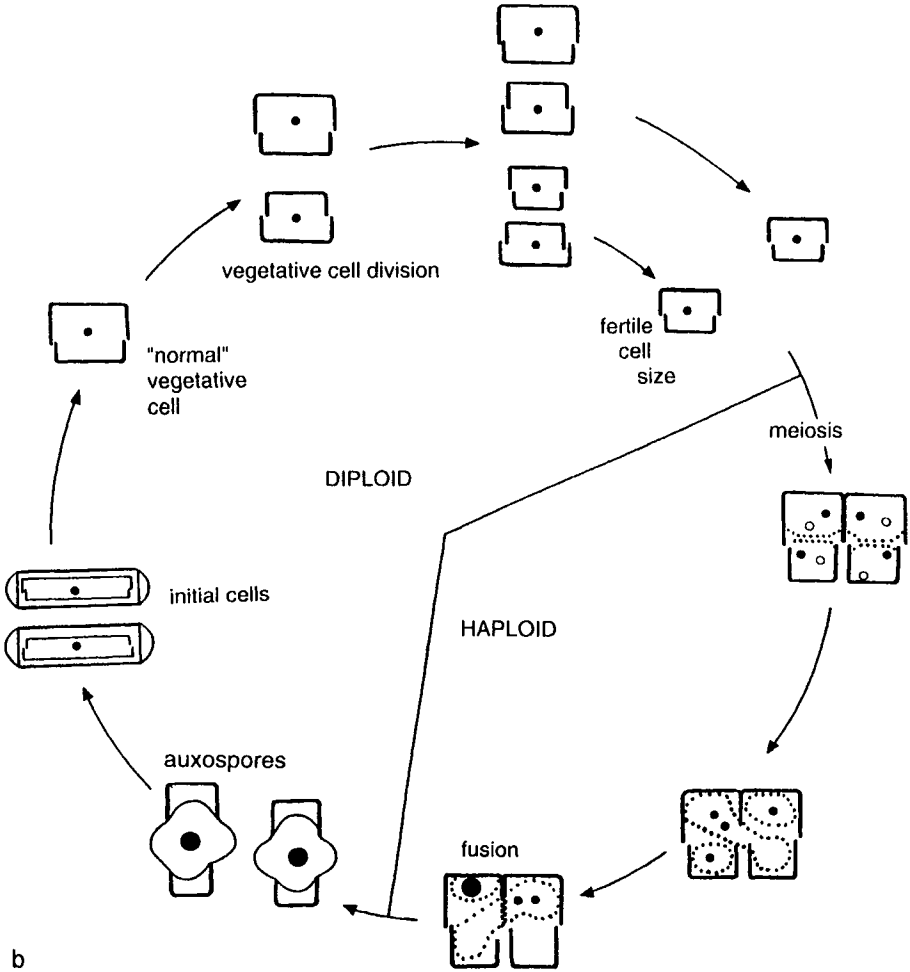 vegetative cell division
"normal"
vegetative
cell
fertile
cell
size
meiosis
DIPLOID
initial cells
HAPLOID
auxospores
fusion
b